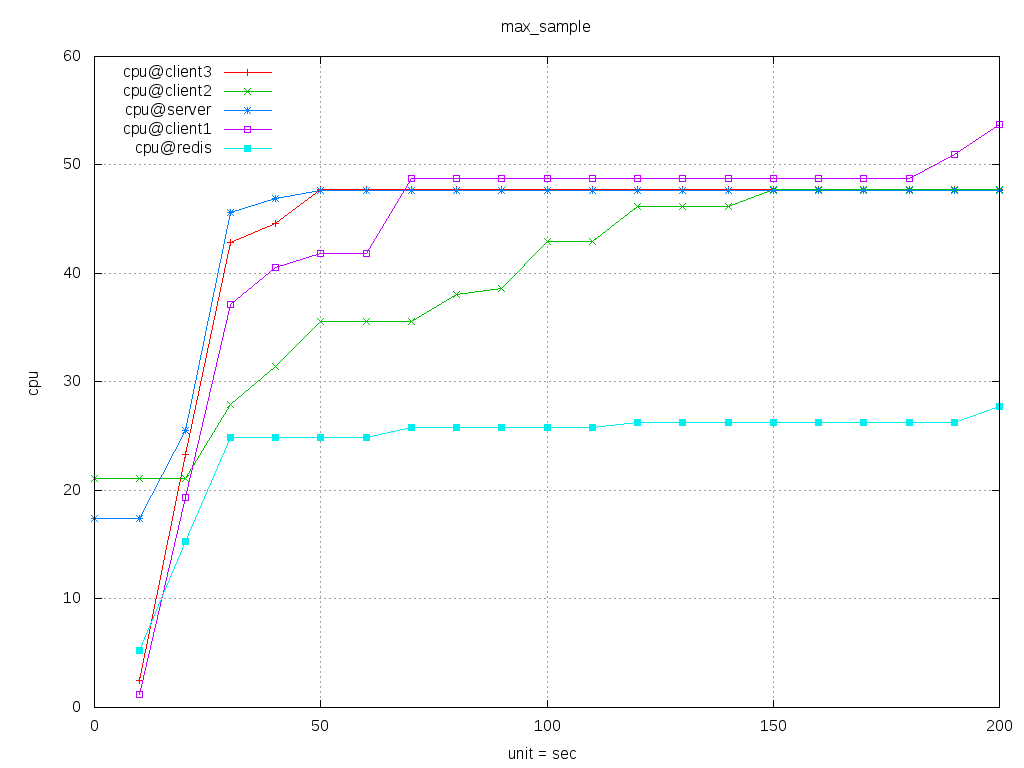 max_sample
60
50
40
30
20
10
0
cpu@client3
cpu@client2
cpu@server
cpu@client1
cpu@redis
cpu
0 50 100 150 200
unit = sec